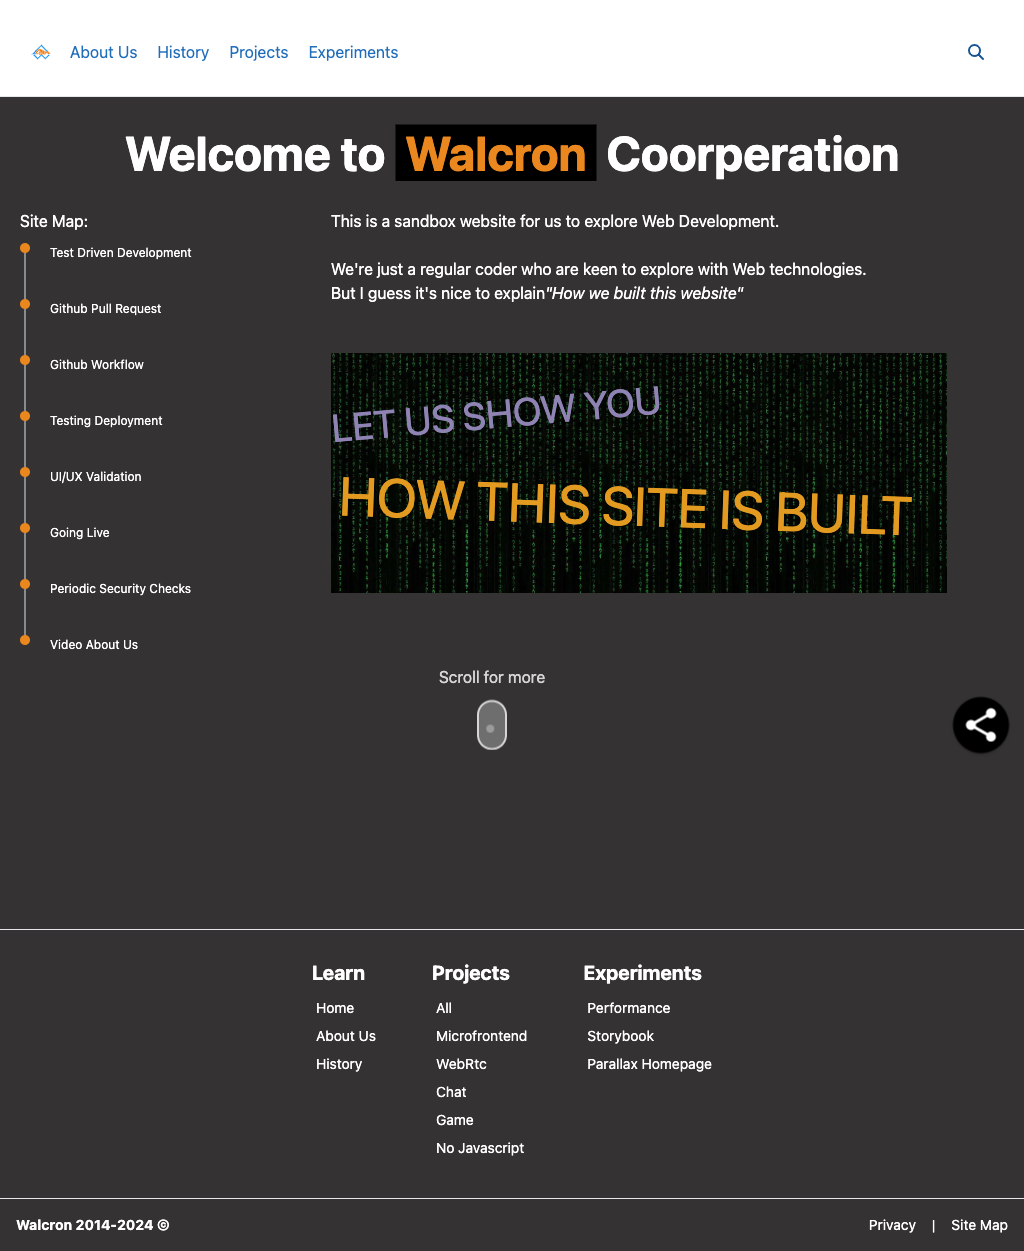 About Us
History
Projects
Experiments
Welcome to Walcron Coorperation
Site Map:
Test Driven Development
Github Pull Request
Github Workflow
Testing Deployment
UI/UX Validation
Going Live
Periodic Security Checks
Video About Us
This is a sandbox website for us to explore Web Development.
We're just a regular coder who are keen to explore with Web technologies.
But I guess it's nice to explain"How we built this website"
LET US SHOW YOU
HOW THIS SITE IS BUILT
Scroll for more
Learn
Home
About Us
History
Projects
All
Microfrontend
WebRtc
Chat
Game
No Javascript
Experiments
Performance
Storybook
Parallax Homepage
Walcron 2014-2024 ©
Privacy | Site Map